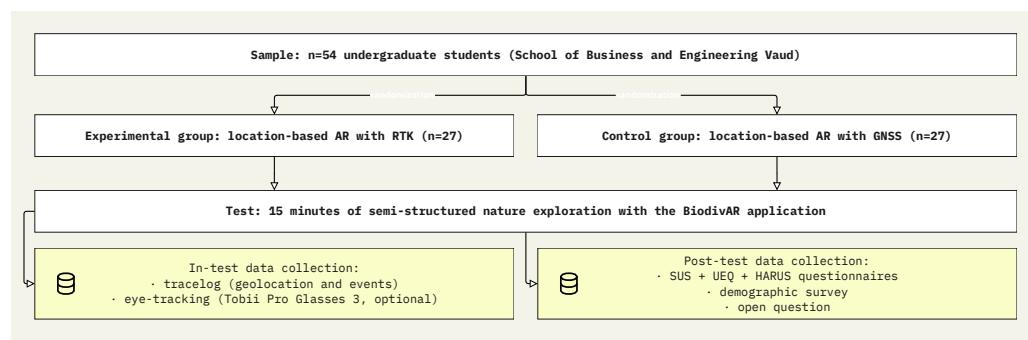 Sample: n=54 undergraduate students (School of Business and Engineering Vaud)
randomization
randomization
Experimental group: location-based AR with RTK (n=27)
Control group: location-based AR with GNSS (n=27)
Test: 15 minutes of semi-structured nature exploration with the BiodivAR application
In-test data collection:
· tracelog (geolocation and events)
· eye-tracking (Tobii Pro Glasses 3, optional)
Post-test data collection:
· SUS + UEQ + HARUS questionnaires
· demographic survey
· open question